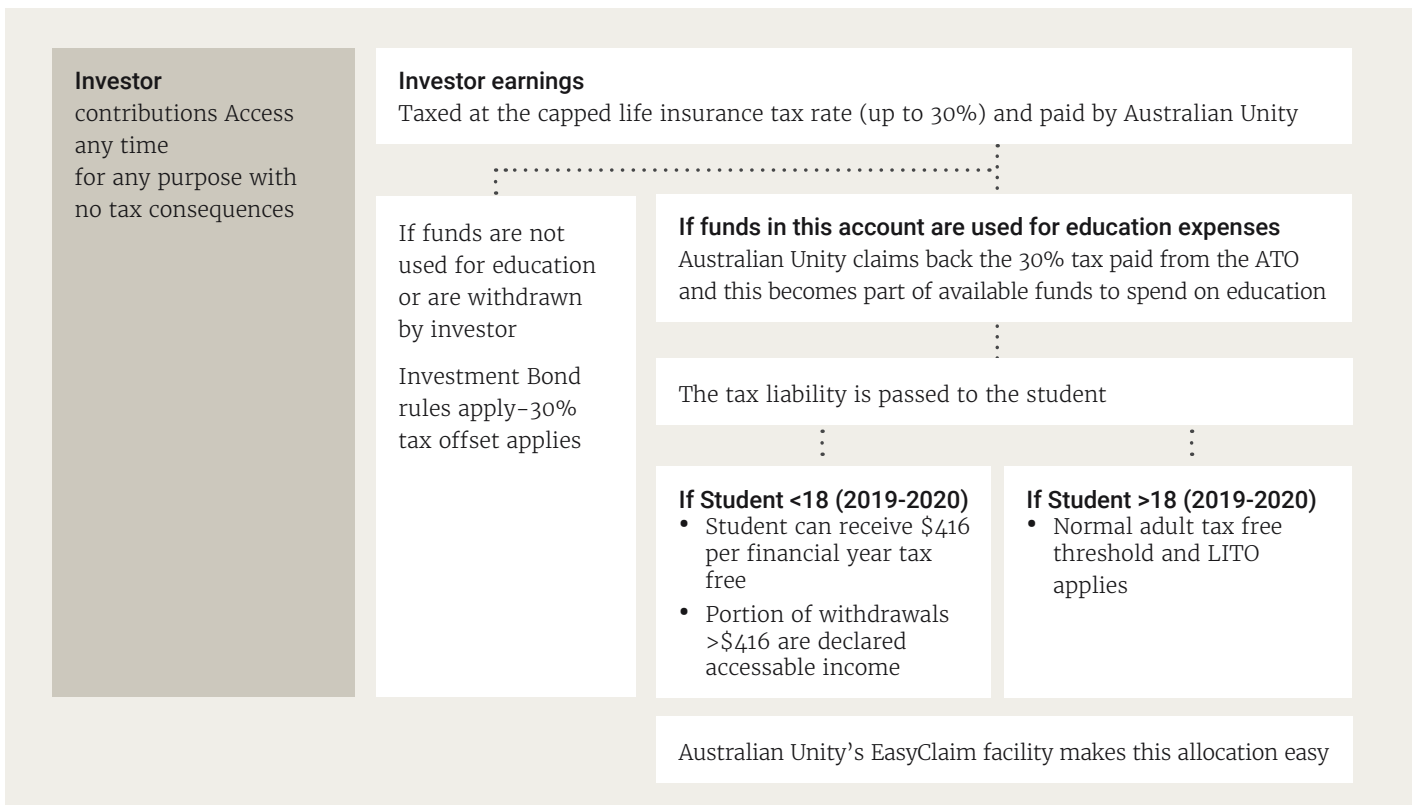 Investor
contributions Access
any time
for any purpose with
no tax consequences
Investor earnings
Taxed at the capped life insurance tax rate (up to 30%) and paid by Australian Unity
If funds are not
used for education
or are withdrawn
by investor
Investment Bond
rules apply–30%
tax offset applies
If funds in this account are used for education expenses
Australian Unity claims back the 30% tax paid from the ATO
and this becomes part of available funds to spend on education
The tax liability is passed to the student
If Student <18 (2019-2020)
• Student can receive $416
per financial year tax
free
• Portion of withdrawals
>$416 are declared
accessable income
If Student >18 (2019-2020)
• Normal adult tax free
threshold and LITO
applies
Australian Unity’s EasyClaim facility makes this allocation easy